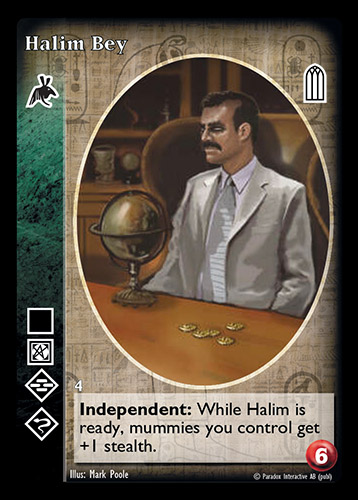 Halim Bey
4
Independent: While Halim is
ready, mummies you control get
+1 stealth.
6
Illus: Mark Poole
© Paradox Interactive AB (publ)